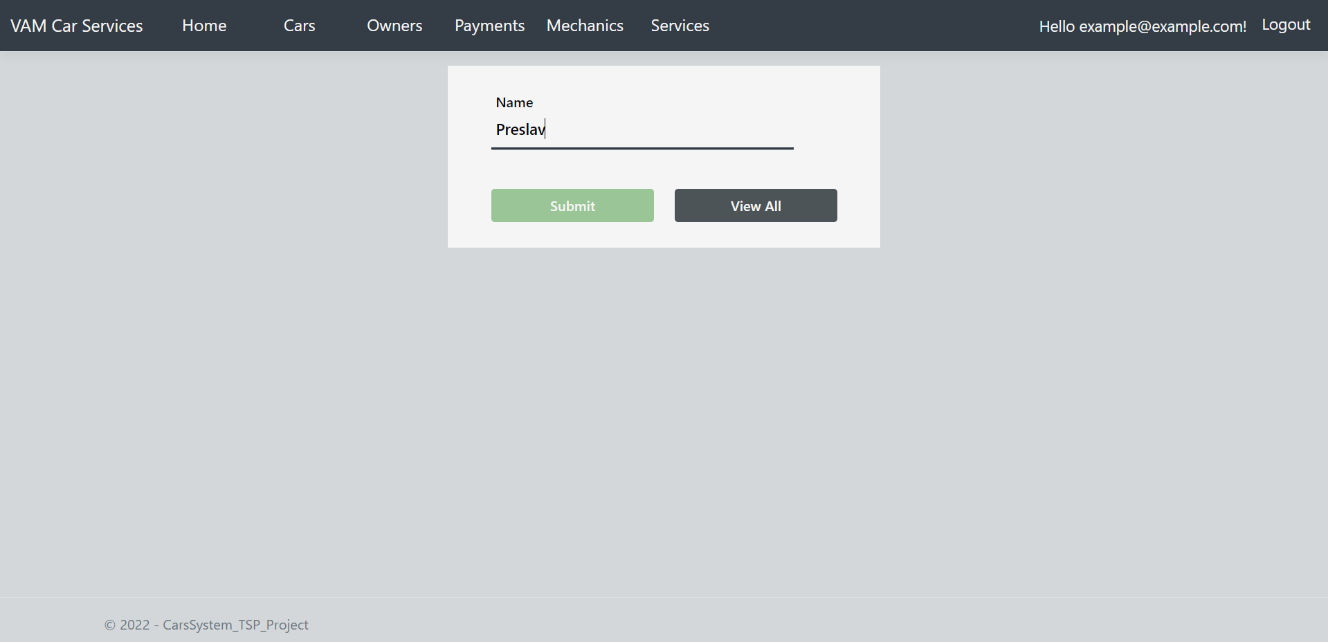 VAM Car Services Home Cars Owners Payments Mechanics Services Hello example@example.com! Logout
Name
Preslav
Submit View All
© 2022 - CarsSystem_TSP_Project